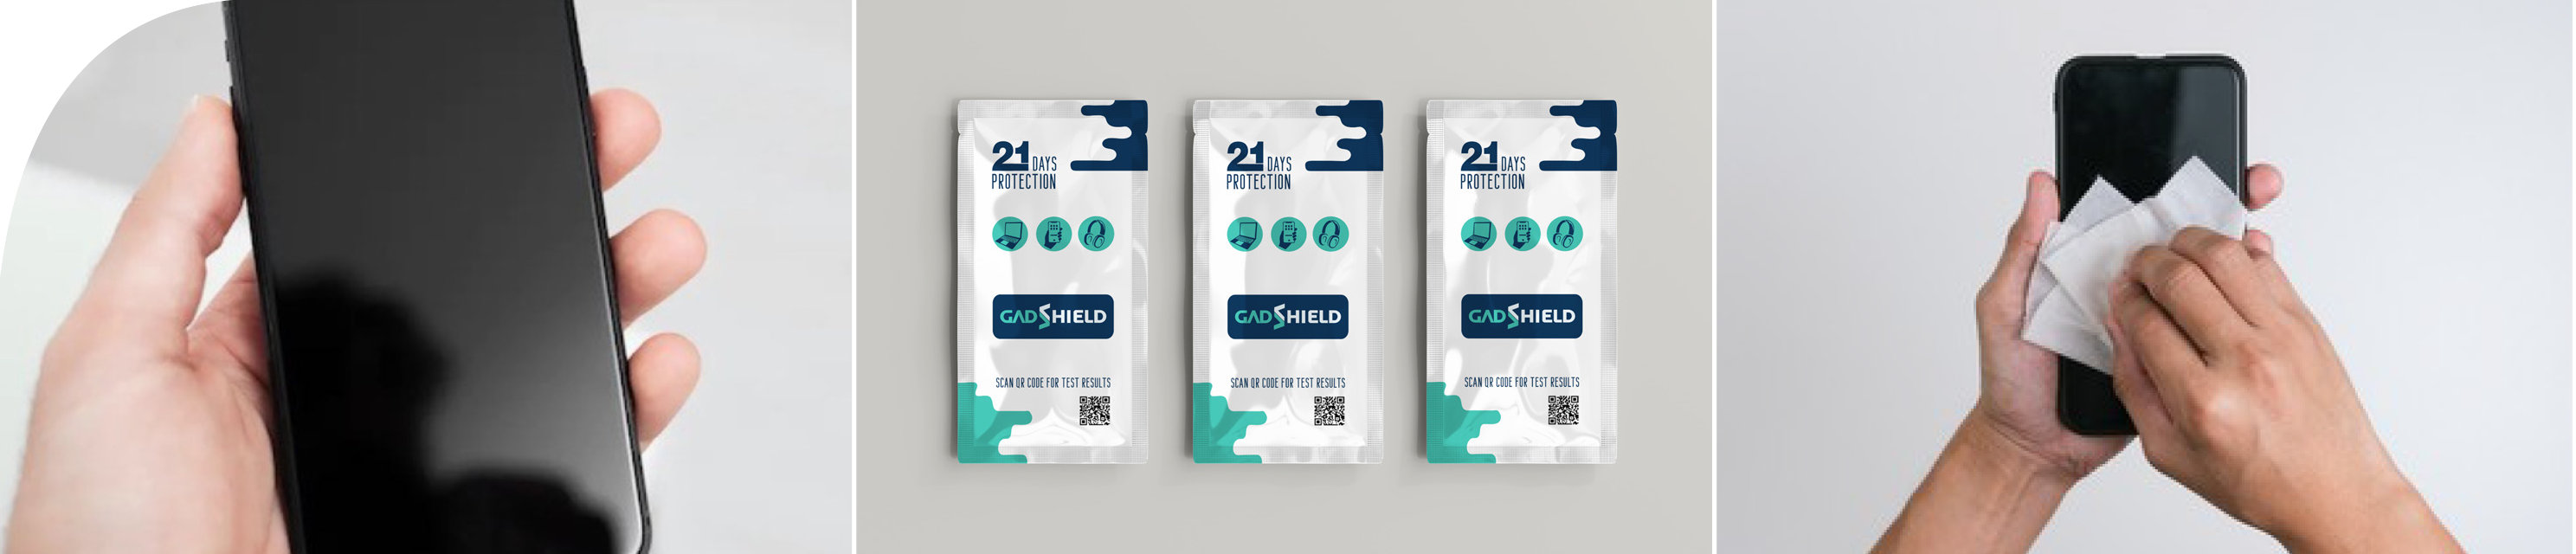 21 DAYS
PROTECTION
GADSHIELD
SCAN QR CODE FOR TEST RESULTS
21 DAYS
PROTECTION
GADSHIELD
SCAN QR CODE FOR TEST RESULTS
21 DAYS
PROTECTION
GADSHIELD
SCAN QR CODE FOR TEST RESULTS